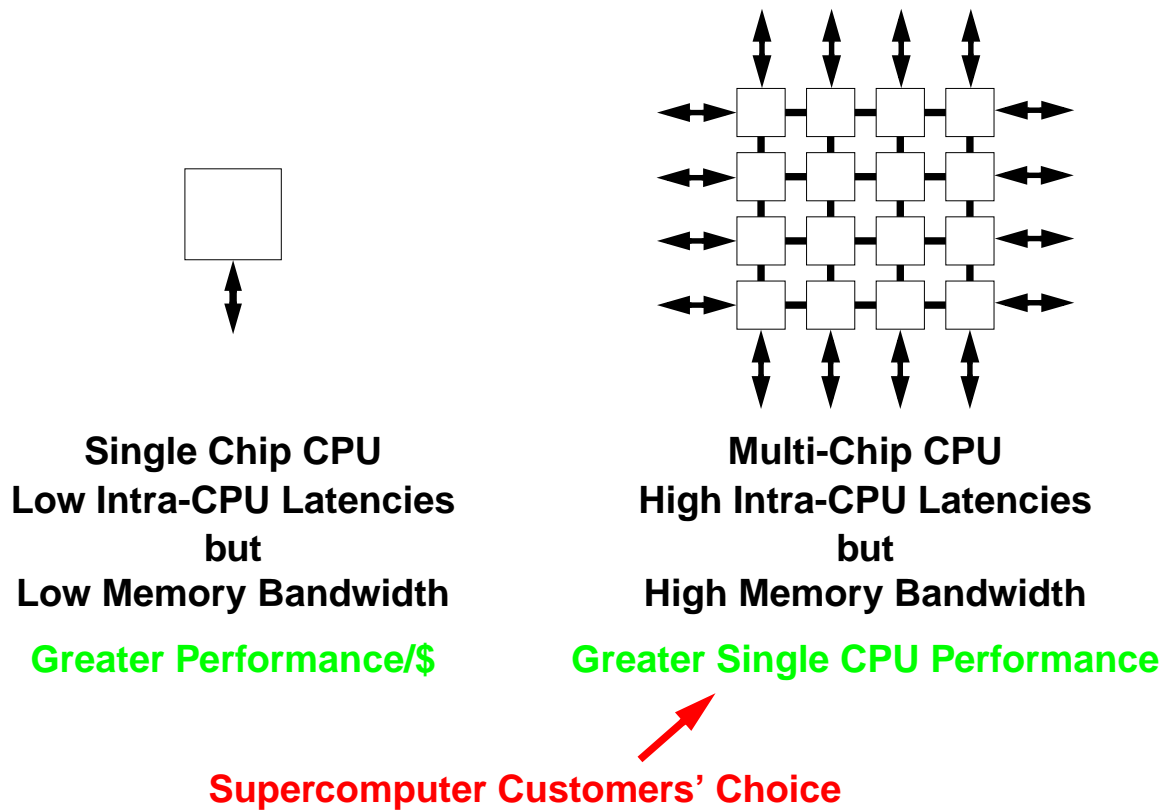 Single Chip CPU
Low Intra-CPU Latencies
but
Low Memory Bandwidth
Greater Performance/$
Multi-Chip CPU
High Intra-CPU Latencies
but
High Memory Bandwidth
Greater Single CPU Performance
Supercomputer Customers’ Choice